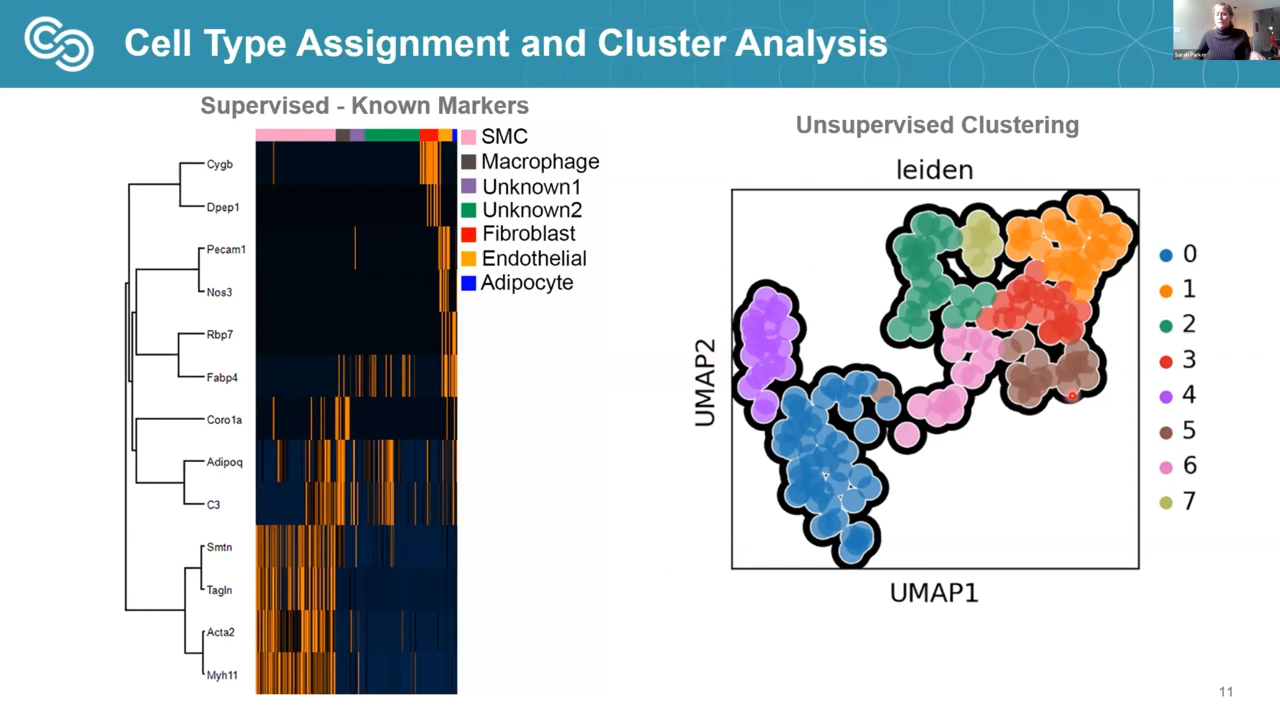 Cell Type Assignment and Cluster Analysis
Sarah Parker
Supervised - Known Markers
SMC
Macrophage
Unknown1
Unknown2
Fibroblast
Endothelial
Adipocyte
Cygb
Dpep1
Pecam1
Nos3
Rbp7
Fabp4
Coro1a
Adipoq
C3
Smtn
Tagln
Acta2
Myh11
Unsupervised Clustering
leiden
UMAP2
UMAP1
0
1
2
3
4
5
6
7
11